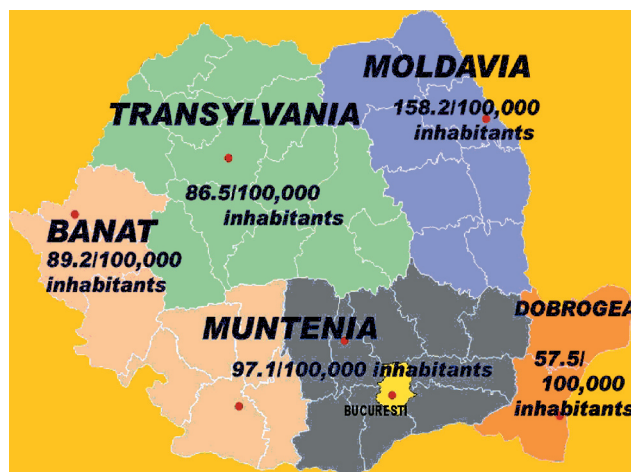 MOLDAVIA
158.2/100,000
inhabitants
TRANSYLVANIA
86.5/100,000
inhabitants
BANAT
89.2/100,000
inhabitants
MUNTENIA
97.1/100,000 inhabitants
BUCURESTI
DOBROGEA
57.5/
100,000
inhabitants